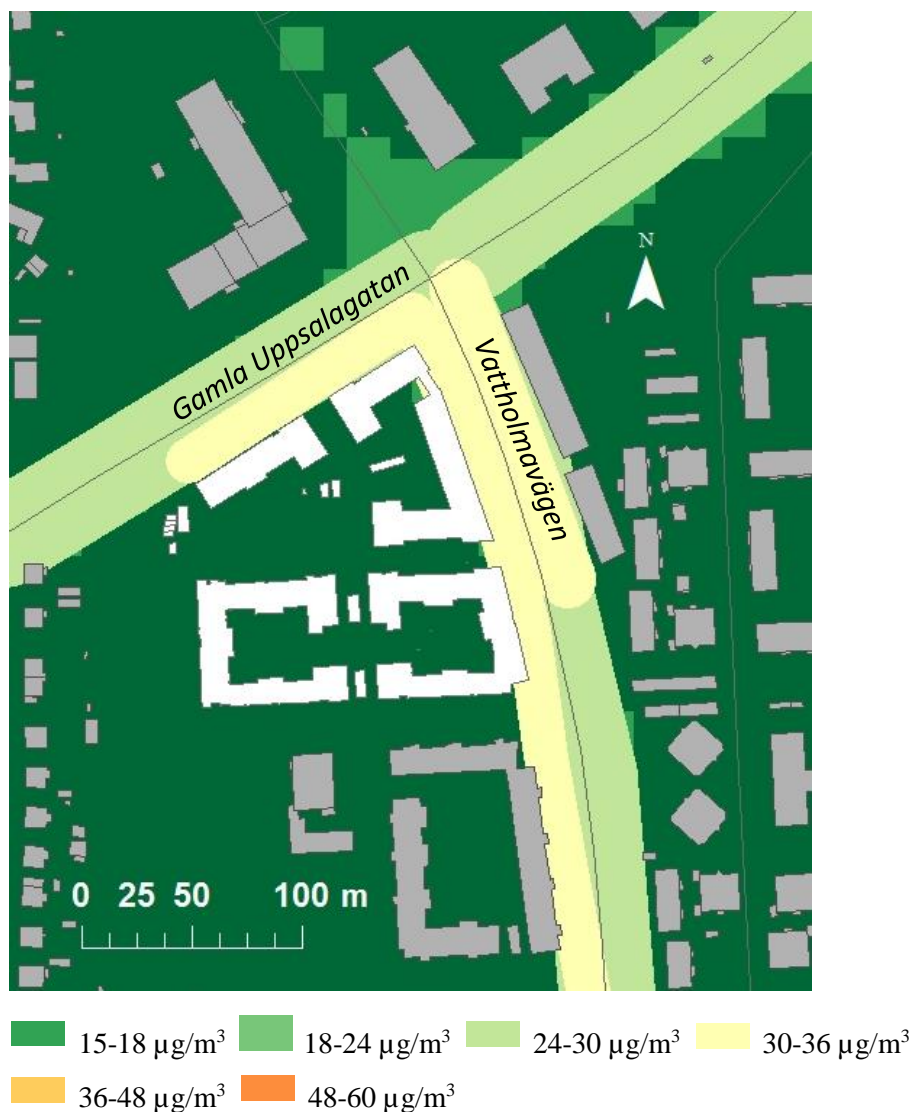 N
Gamla Uppsalagatan
Vattholmavägen
0 25 50 100 m
15-18 µg/m³ 18-24 µg/m³ 24-30 µg/m³ 30-36 µg/m³
36-48 µg/m³ 48-60 µg/m³